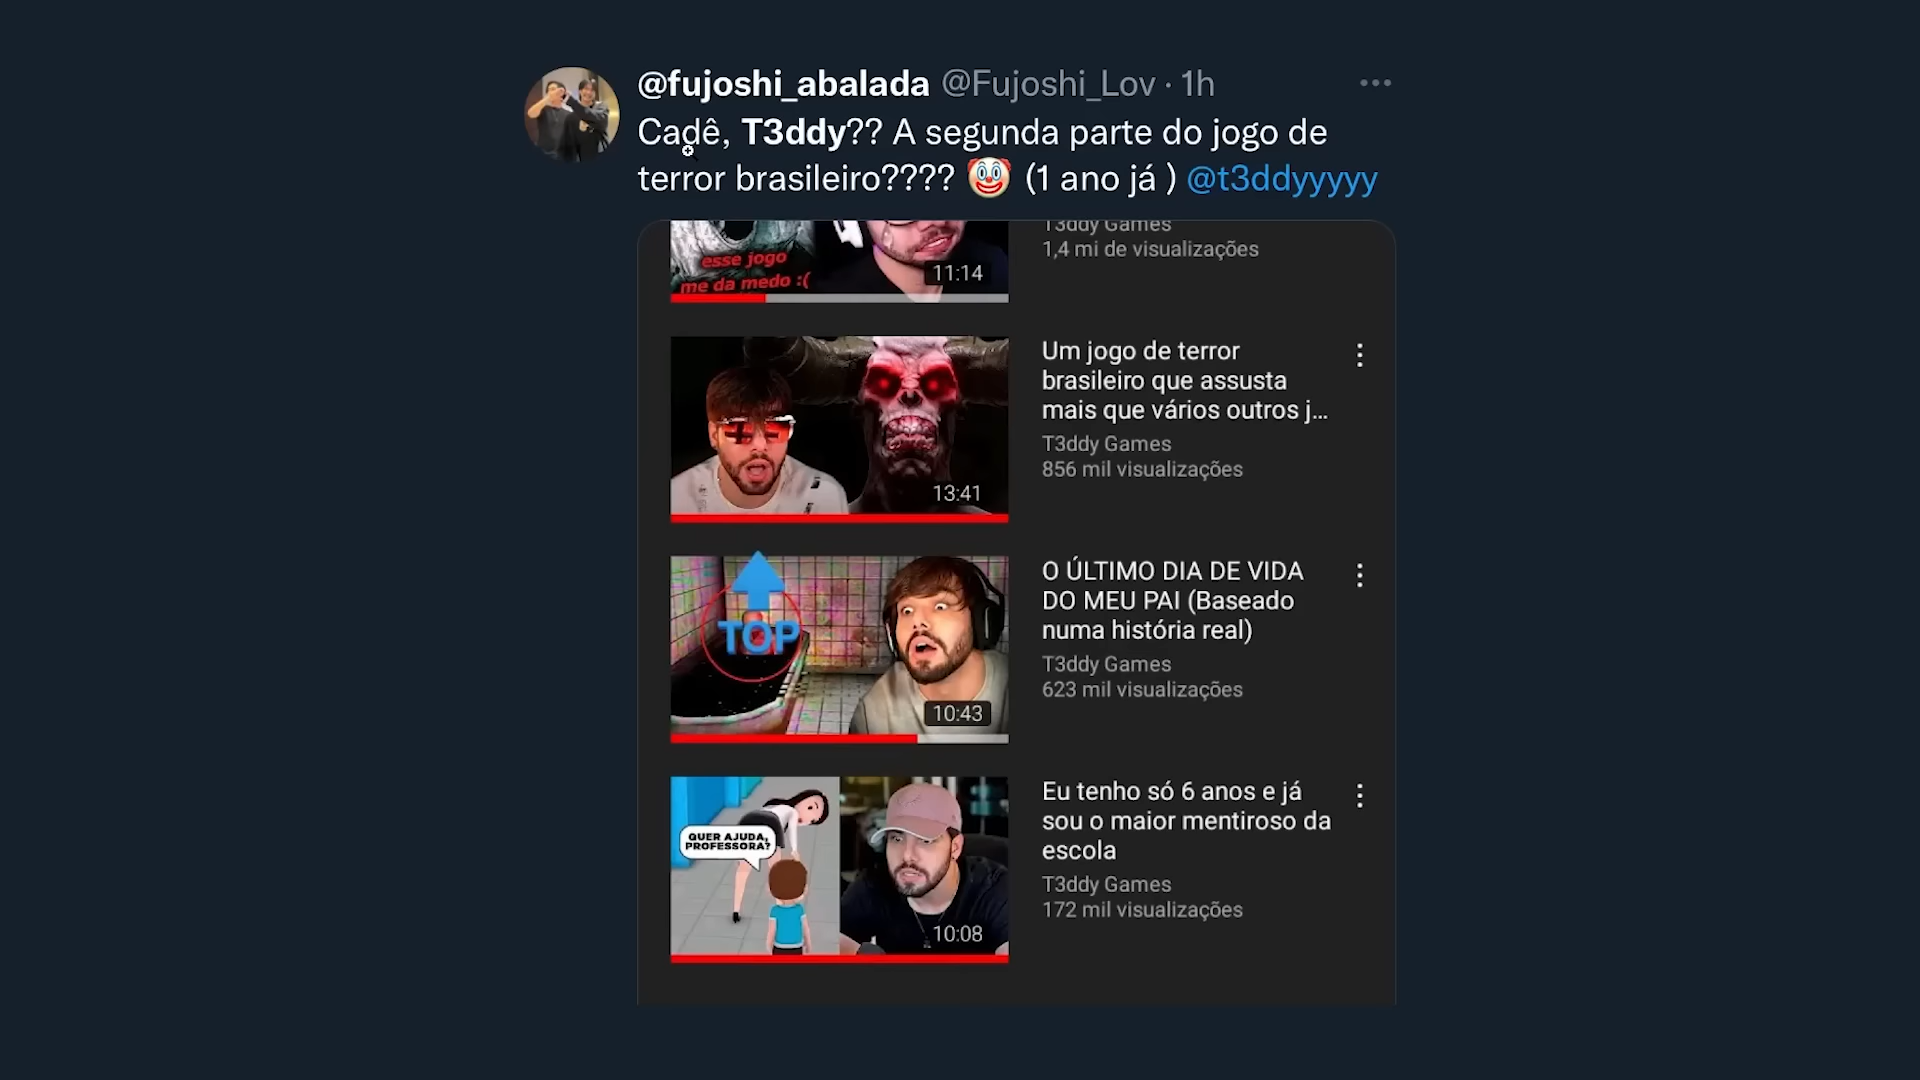 @fujoshi_abalada @Fujoshi_Lov · 1h
Cadê, T3ddy?? A segunda parte do jogo de
terror brasileiro???? 🤡 (1 ano já ) @t3ddyyyyy
esse jogo
me da medo :(
11:14
T3ddy Games
1,4 mi de visualizações
13:41
Um jogo de terror
brasileiro que assusta
mais que vários outros j...
T3ddy Games
856 mil visualizações
TOP
10:43
O ÚLTIMO DIA DE VIDA
DO MEU PAI (Baseado
numa história real)
T3ddy Games
623 mil visualizações
QUER AJUDA,
PROFESSORA?
10:08
Eu tenho só 6 anos e já
sou o maior mentiroso da
escola
T3ddy Games
172 mil visualizações